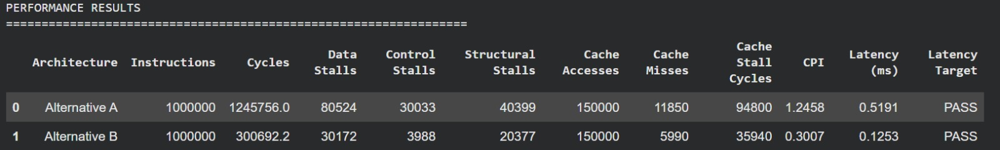 PERFORMANCE RESULTS
=================================================================
Architecture Instructions Cycles Data Stalls Control Stalls Structural Stalls Cache Accesses Cache Misses Cache Stall Cycles CPI Latency (ms) Latency Target
0 Alternative A 1000000 1245756.0 80524 30033 40399 150000 11850 94800 1.2458 0.5191 PASS
1 Alternative B 1000000 300692.2 30172 3988 20377 150000 5990 35940 0.3007 0.1253 PASS